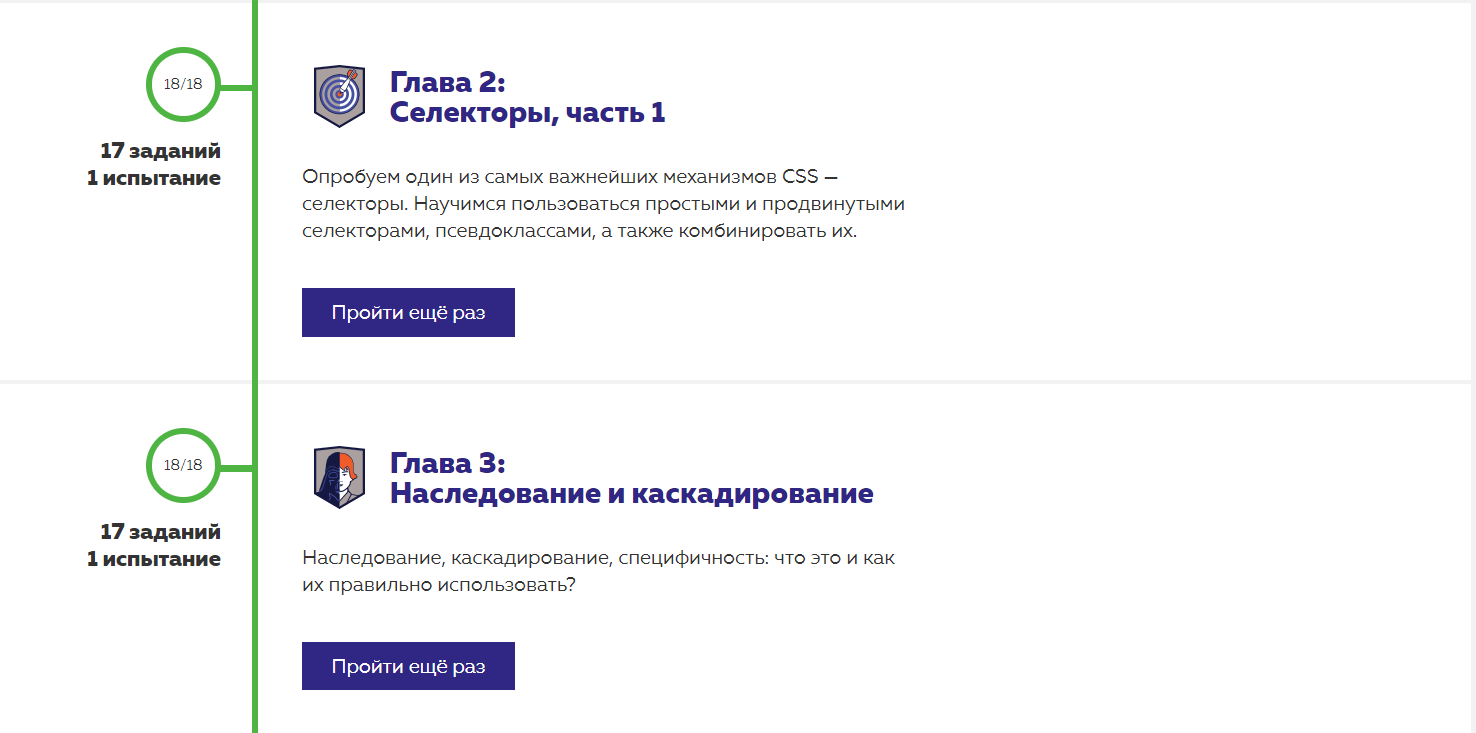 18/18
17 заданий
1 испытание
Глава 2:
Селекторы, часть 1
Опробуем один из самых важнейших механизмов CSS —
селекторы. Научимся пользоваться простыми и продвинутыми
селекторами, псевдоклассами, а также комбинировать их.
Пройти ещё раз
18/18
17 заданий
1 испытание
Глава 3:
Наследование и каскадирование
Наследование, каскадирование, специфичность: что это и как
их правильно использовать?
Пройти ещё раз